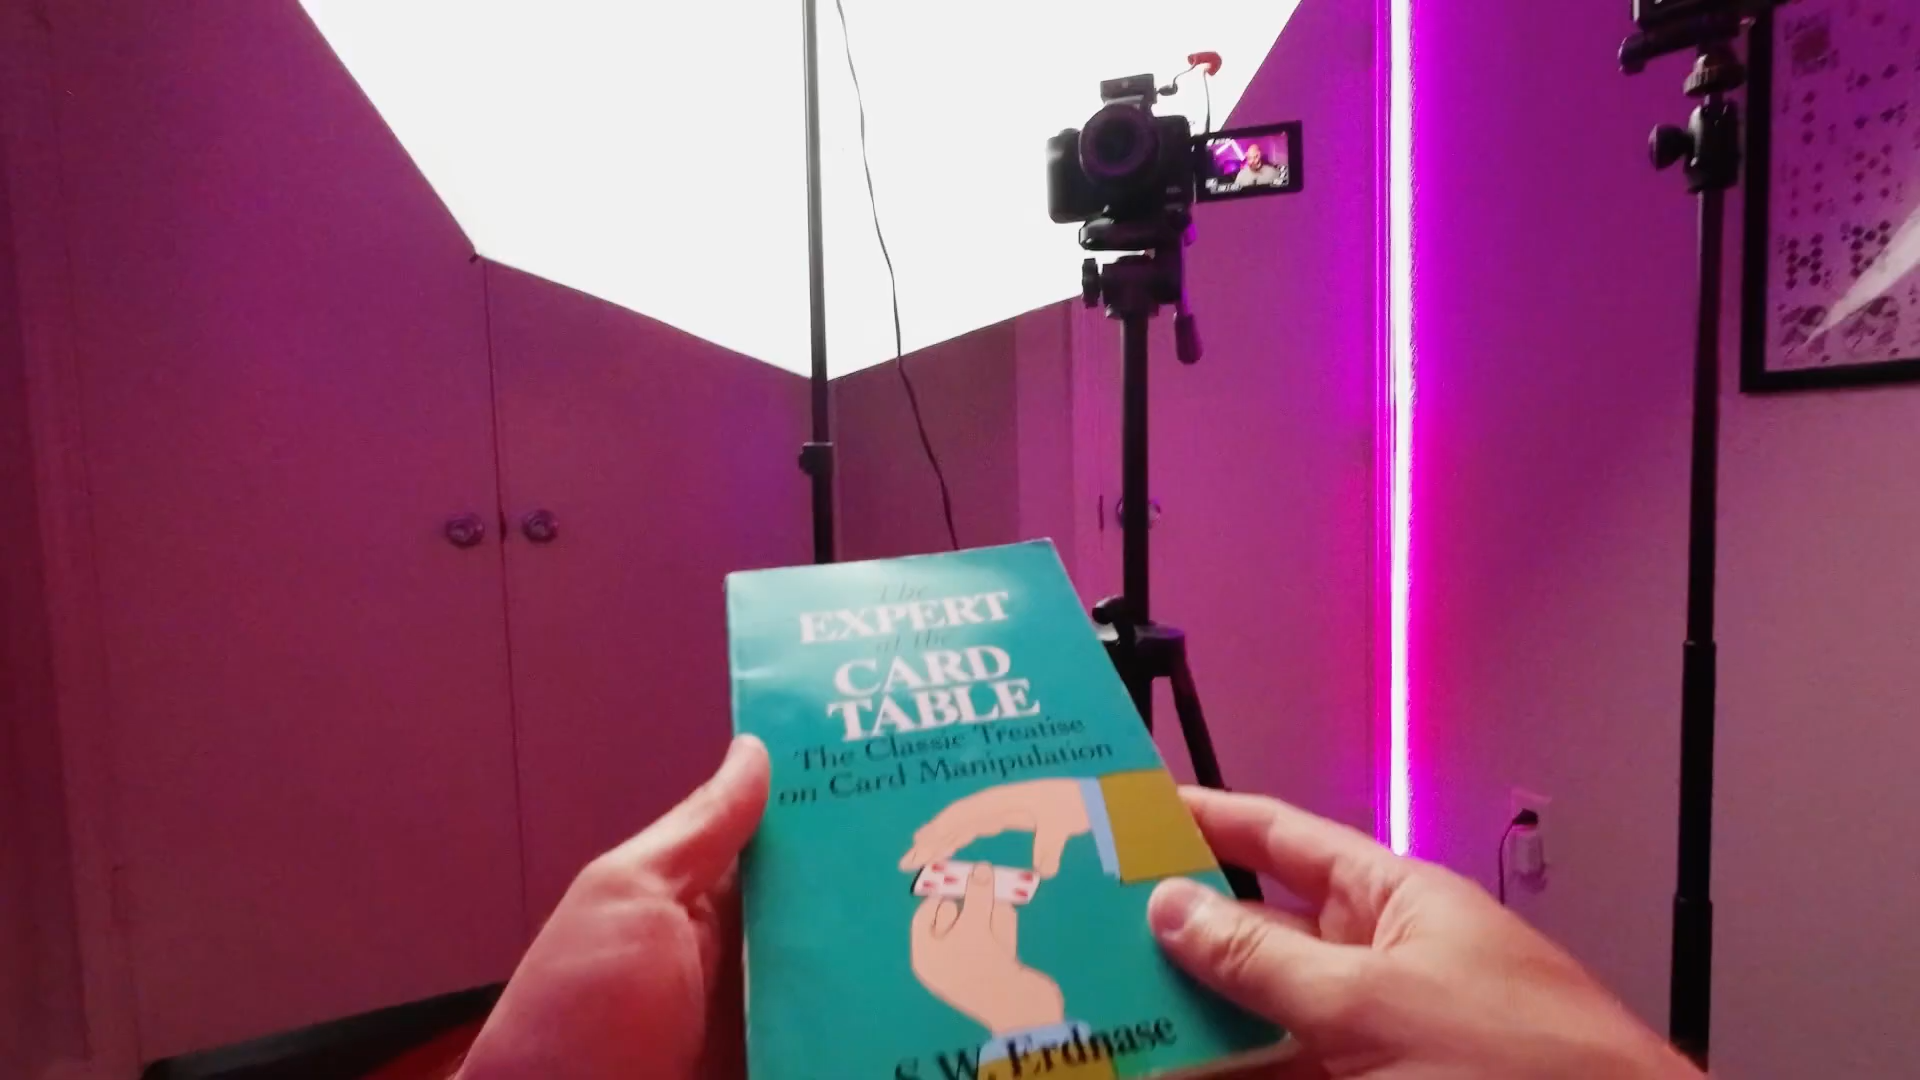 The
EXPERT
at the
CARD
TABLE
The Classic Treatise
on Card Manipulation
S.W. Erdnase